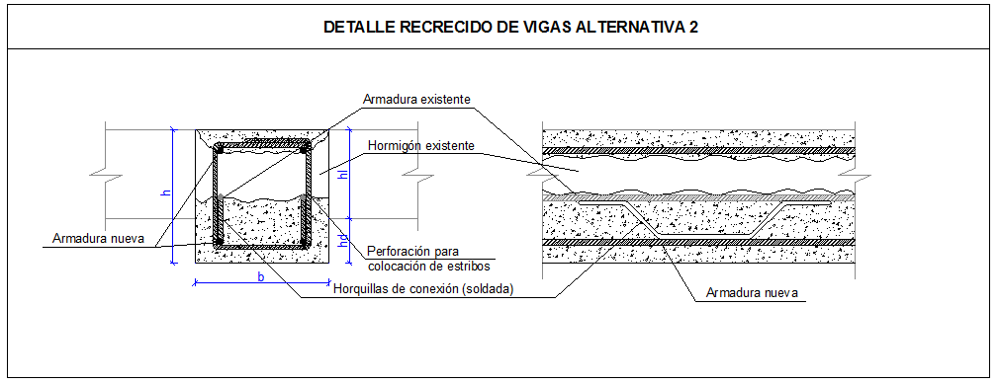 DETALLE RECRECIDO DE VIGAS ALTERNATIVA 2
Armadura existente
Hormigón existente
h
hl
hd
b
Armadura nueva
Perforación para
colocación de estribos
Horquillas de conexión (soldada)
Armadura nueva